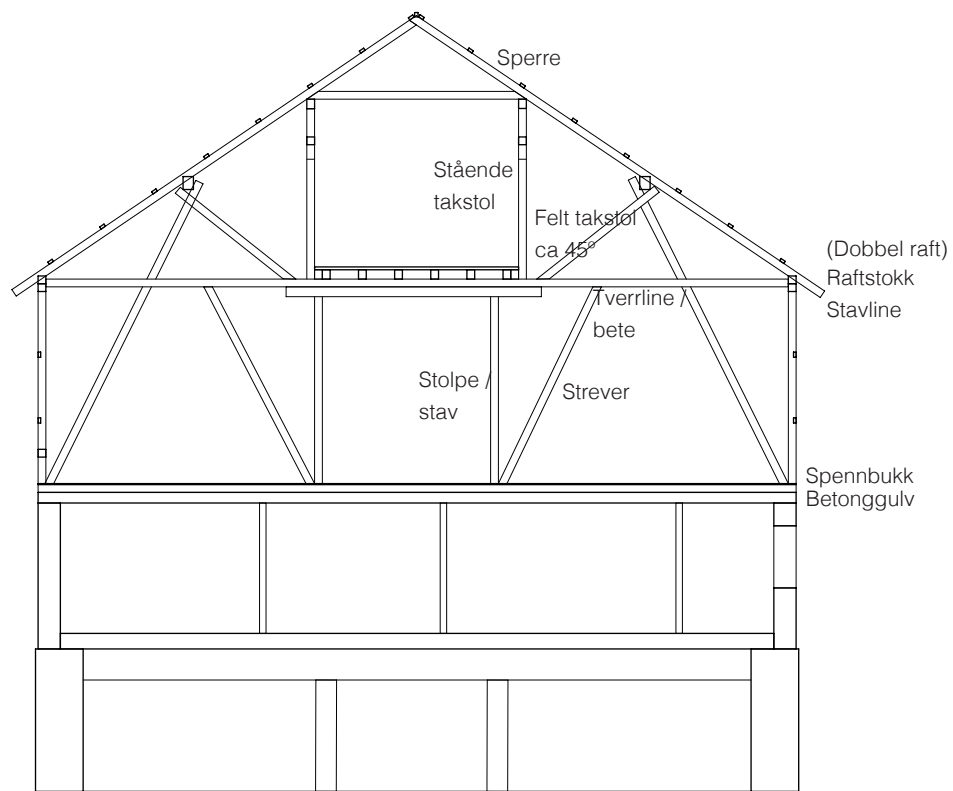 Sperre
Stående
takstol
Felt takstol
ca 45°
(Dobbel raft)
Raftstokk
Stavline
Tverrline /
bete
Stolpe /
stav
Strever
Spennbukk
Betonggulv